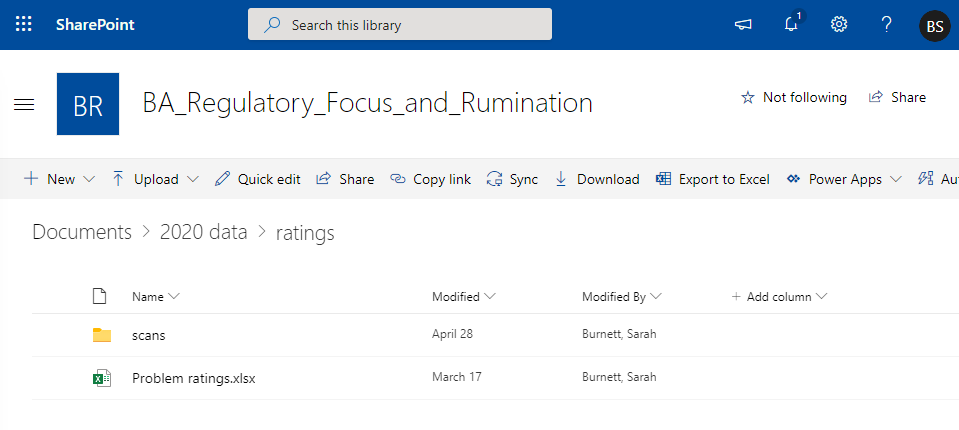 SharePoint Search this library 1 BS
BR BA_Regulatory_Focus_and_Rumination Not following Share
New Upload Quick edit Share Copy link Sync Download Export to Excel Power Apps Au
Documents > 2020 data > ratings
Name Modified Modified By + Add column
scans April 28 Burnett, Sarah
Problem ratings.xlsx March 17 Burnett, Sarah